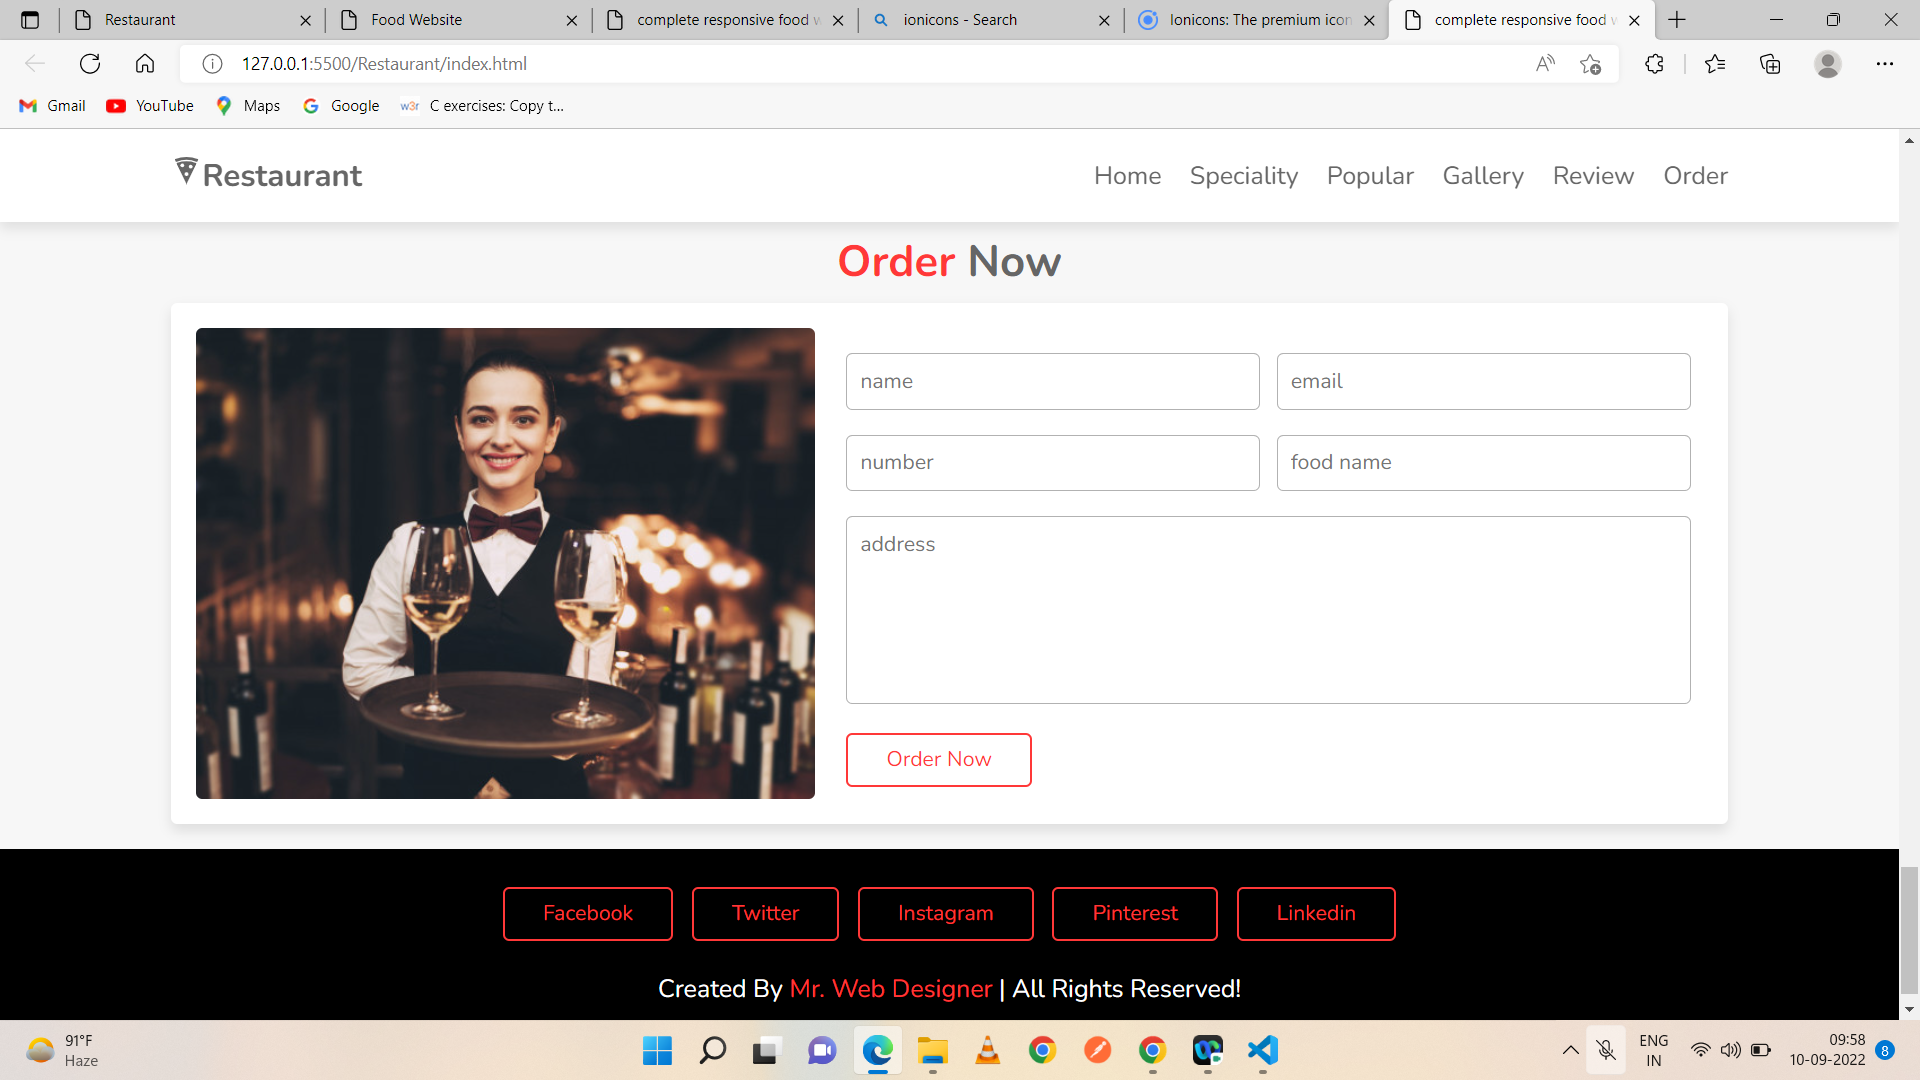 Restaurant
Food Website
complete responsive food w
ionicons - Search
Ionicons: The premium icon
complete responsive food w
127.0.0.1:5500/Restaurant/index.html
Gmail
YouTube
Maps
Google
w3r
C exercises: Copy t...
Restaurant
Home
Speciality
Popular
Gallery
Review
Order
Order Now
name
email
number
food name
address
Order Now
Facebook
Twitter
Instagram
Pinterest
Linkedin
Created By Mr. Web Designer | All Rights Reserved!
91°F
Haze
ENG
IN
09:58
10-09-2022
8